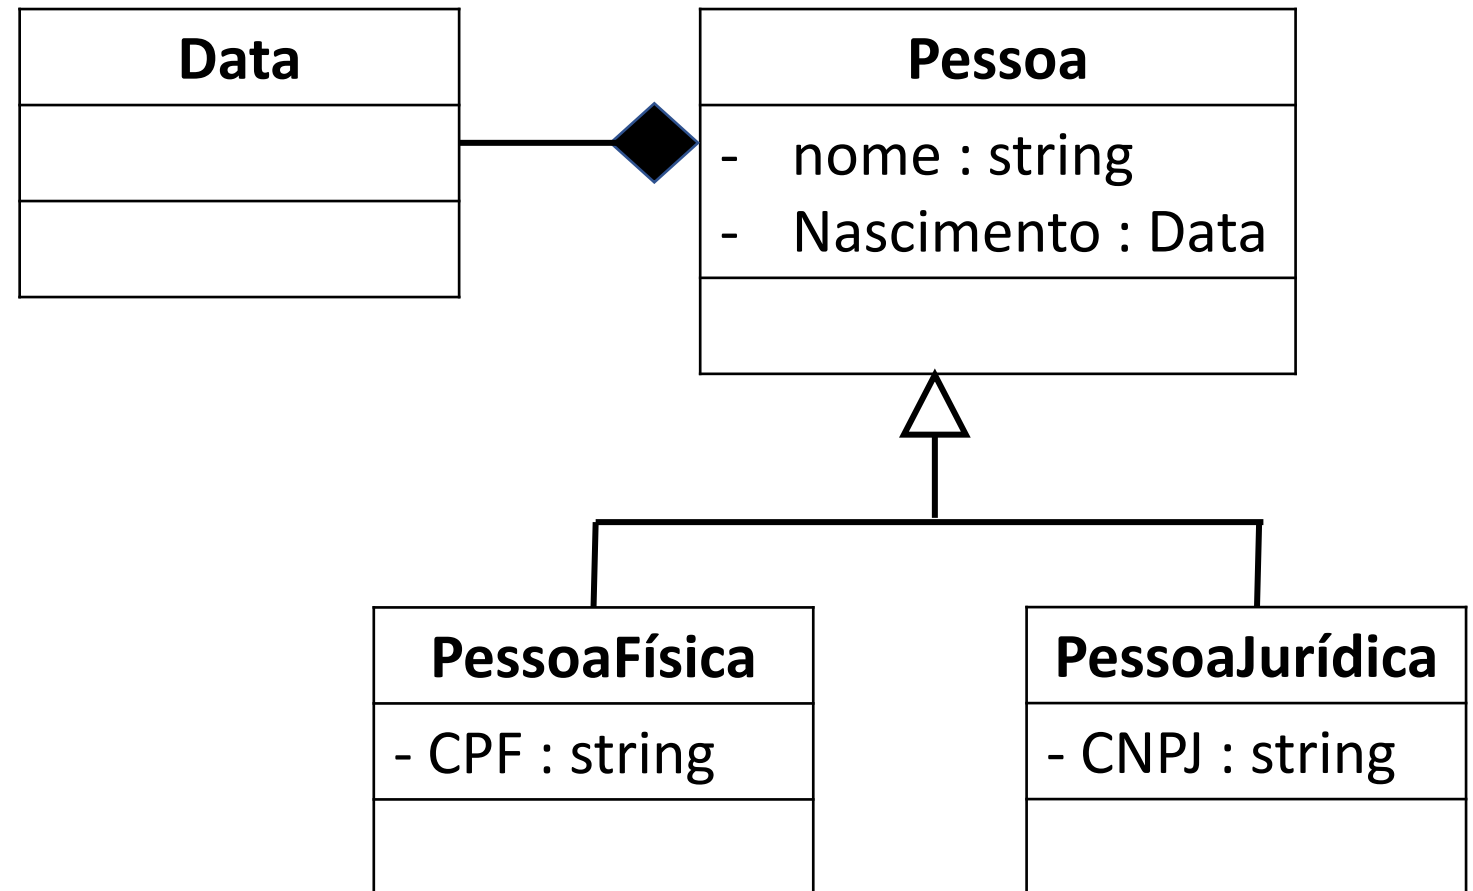 Data
Pessoa
- nome : string
- Nascimento : Data
PessoaFísica
- CPF : string
PessoaJurídica
- CNPJ : string